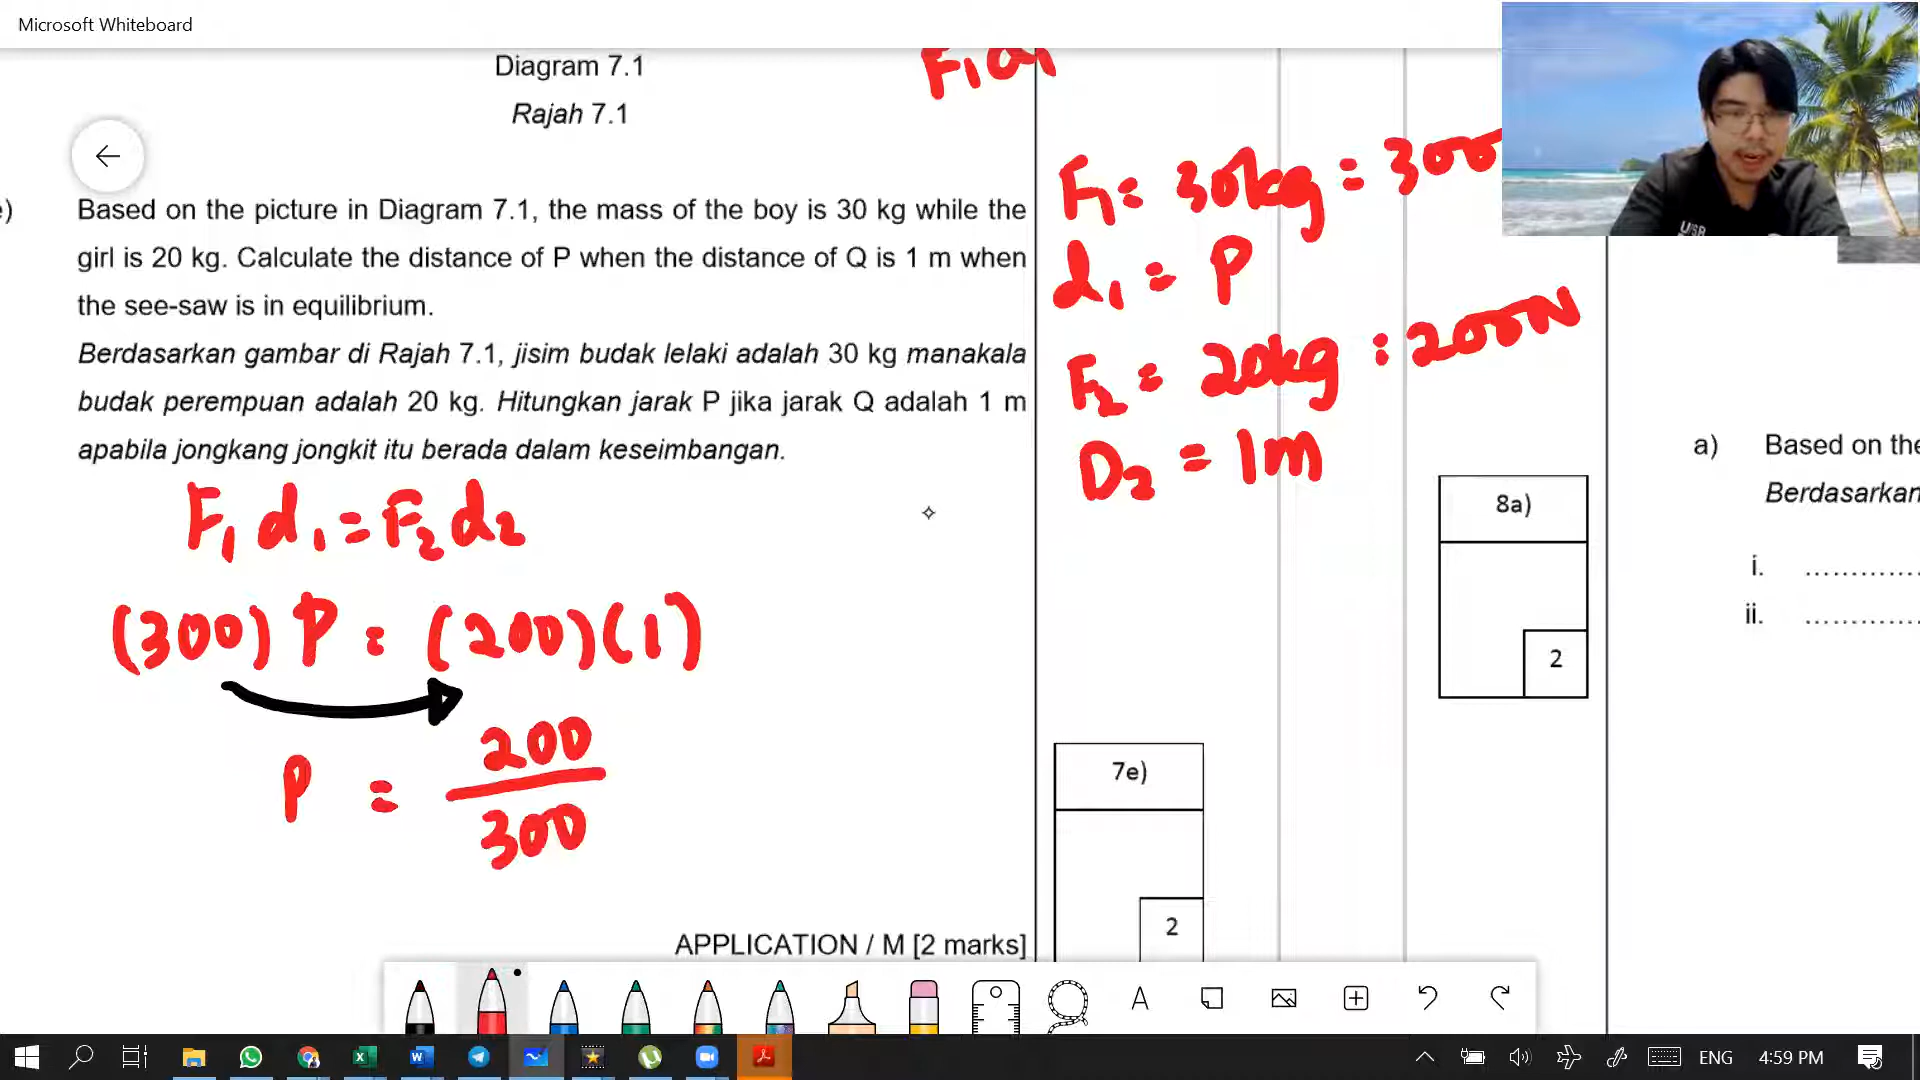 Microsoft Whiteboard
Diagram 7.1
Rajah 7.1
F₁d₁
Based on the picture in Diagram 7.1, the mass of the boy is 30 kg while the
girl is 20 kg. Calculate the distance of P when the distance of Q is 1 m when
the see-saw is in equilibrium.
Berdasarkan gambar di Rajah 7.1, jisim budak lelaki adalah 30 kg manakala
budak perempuan adalah 20 kg. Hitungkan jarak P jika jarak Q adalah 1 m
apabila jongkang jongkit itu berada dalam keseimbangan.
F₁ d₁ = F₂ d₂
(300) P = (200)(1)
P = 200
300
APPLICATION / M [2 marks]
F₁ = 30kg = 300
d₁ = P
F₂ = 20kg = 200N
D₂ = 1m
7e)
2
8a)
2
a) Based on the
Berdasarkan
i. ..............
ii. ..............
A
ENG 4:59 PM